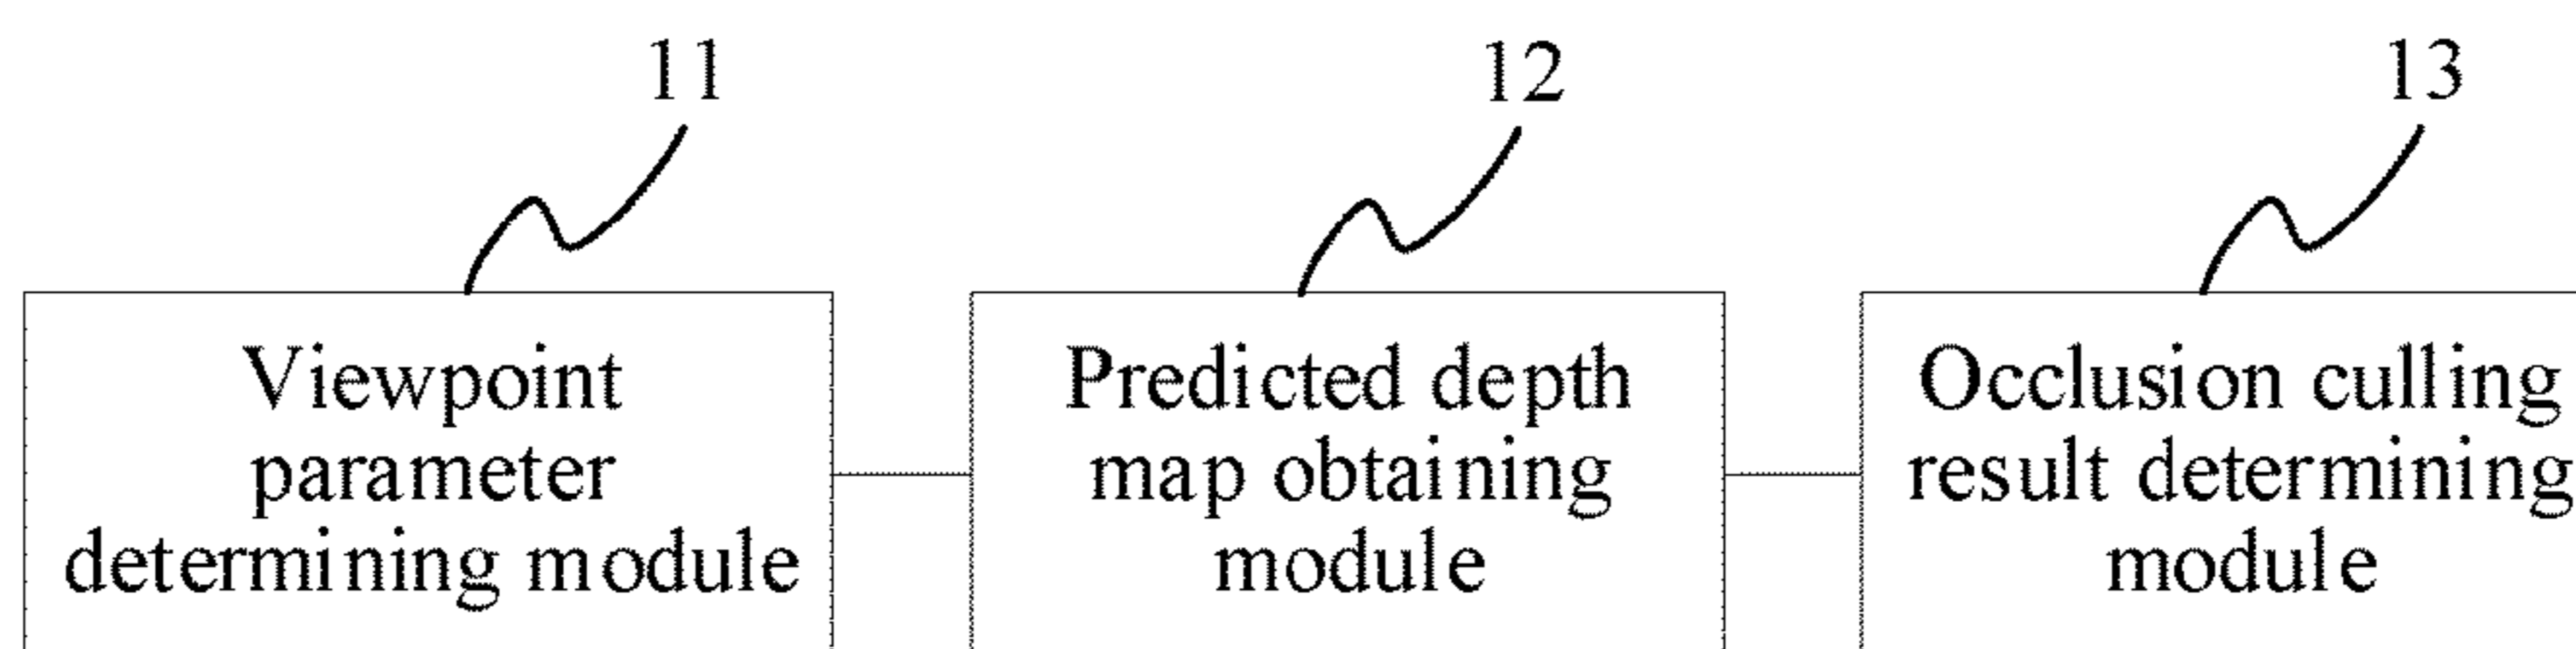 11
12
13
Viewpoint
parameter
determining module
Predicted depth
map obtaining
module
Occlusion culling
result determining
module